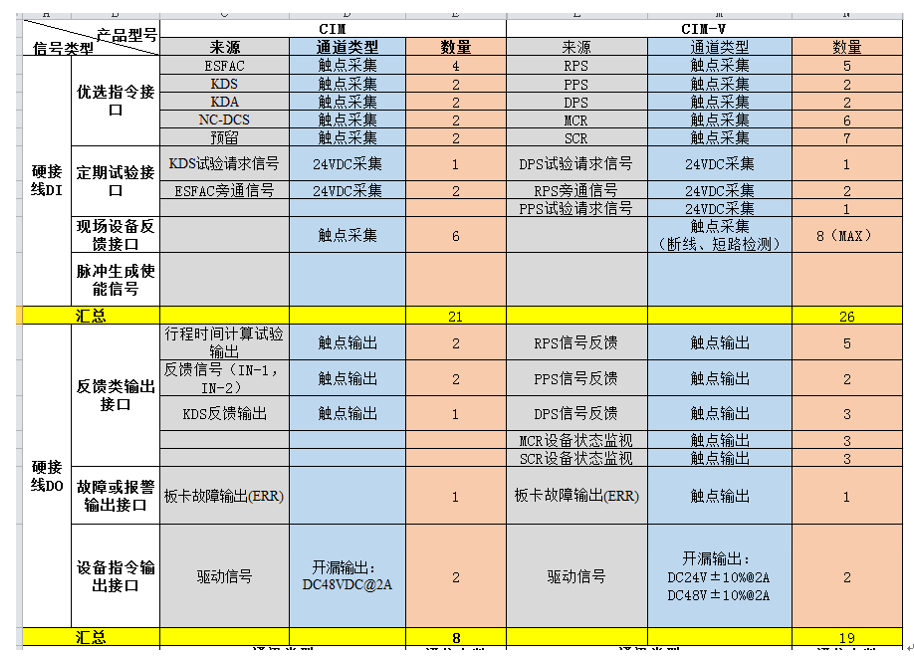 产品型号 CIM CIM-V
信号类型 来源 通道类型 数量 来源 通道类型 数量
硬接线DI 优选指令接口 ESFAC 触点采集 4 RPS 触点采集 5
KDS 触点采集 2 PPS 触点采集 2
KDA 触点采集 2 DPS 触点采集 2
NC-DCS 触点采集 2 MCR 触点采集 6
预留 触点采集 2 SCR 触点采集 7
定期试验接口 KDS试验请求信号 24VDC采集 1 DPS试验请求信号 24VDC采集 1
ESFAC旁通信号 24VDC采集 2 RPS旁通信号 24VDC采集 2
PPS试验请求信号 24VDC采集 1
现场设备反馈接口 触点采集 6 触点采集（断线、短路检测） 8（MAX）
脉冲生成使能信号
汇总 21 26
硬接线DO 反馈类输出接口 行程时间计算试验输出 触点输出 2 RPS信号反馈 触点输出 5
反馈信号（IN-1，IN-2） 触点输出 2 PPS信号反馈 触点输出 2
KDS反馈输出 触点输出 1 DPS信号反馈 触点输出 3
MCR设备状态监视 触点输出 3
SCR设备状态监视 触点输出 3
故障或报警输出接口 板卡故障输出(ERR) 1 板卡故障输出(ERR) 触点输出 1
设备指令输出接口 驱动信号 开漏输出：DC48VDC@2A 2 驱动信号 开漏输出：DC24V±10%@2A DC48V±10%@2A 2
汇总 8 19